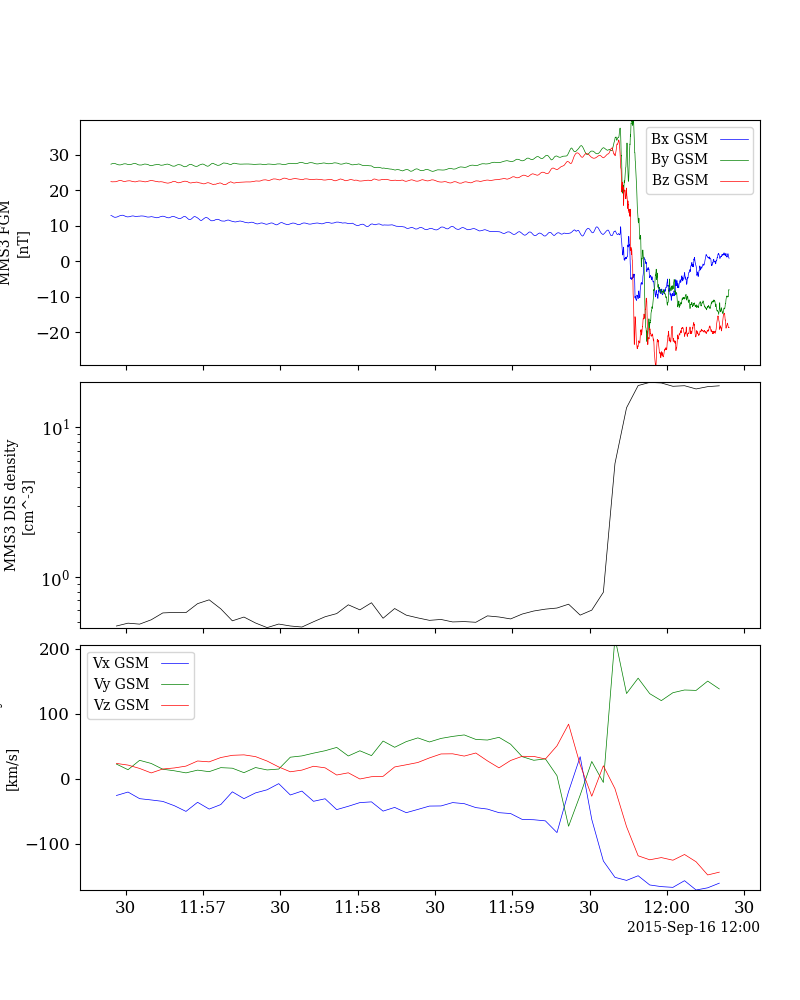 MMS3 FGM
[nT]
30
20
10
0
−10
−20
Bx GSM
By GSM
Bz GSM
MMS3 DIS density
[cm^-3]
10^1
10^0
[km/s]
200
100
0
−100
Vx GSM
Vy GSM
Vz GSM
30 11:57 30 11:58 30 11:59 30 12:00 30
2015-Sep-16 12:00